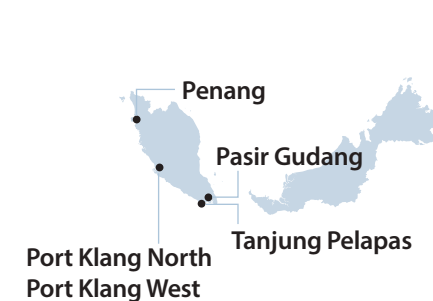 Penang
Pasir Gudang
Tanjung Pelapas
Port Klang North
Port Klang West